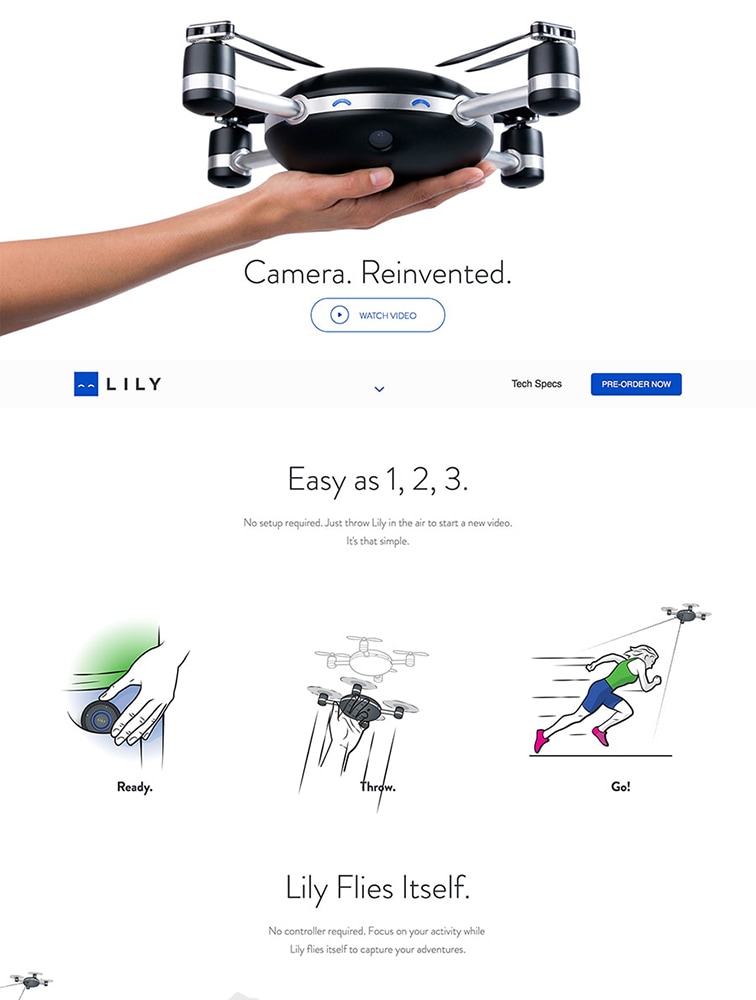 Camera. Reinvented.
WATCH VIDEO
LILY
Tech Specs
PRE-ORDER NOW
Easy as 1, 2, 3.
No setup required. Just throw Lily in the air to start a new video.
It's that simple.
Ready.
Throw.
Go!
Lily Flies Itself.
No controller required. Focus on your activity while
Lily flies itself to capture your adventures.